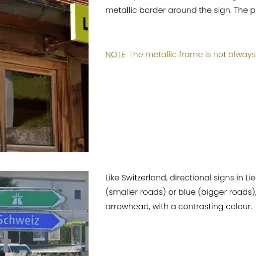 metallic border around the sign. The p
NOTE: The metallic frame is not always
Like Switzerland, directional signs in Lie
(smaller roads) or blue (bigger roads),
arrowhead, with a contrasting colour.
Schweiz